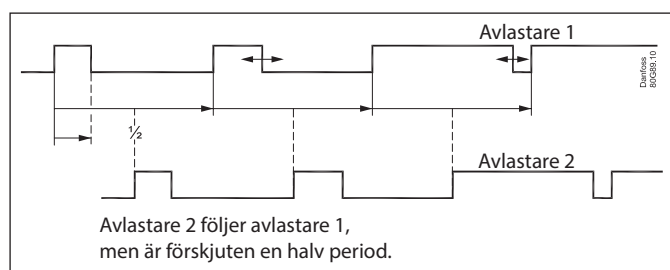 Avlastare 1
Danfoss
80G89.10
½
Avlastare 2
Avlastare 2 följer avlastare 1,
men är förskjuten en halv period.